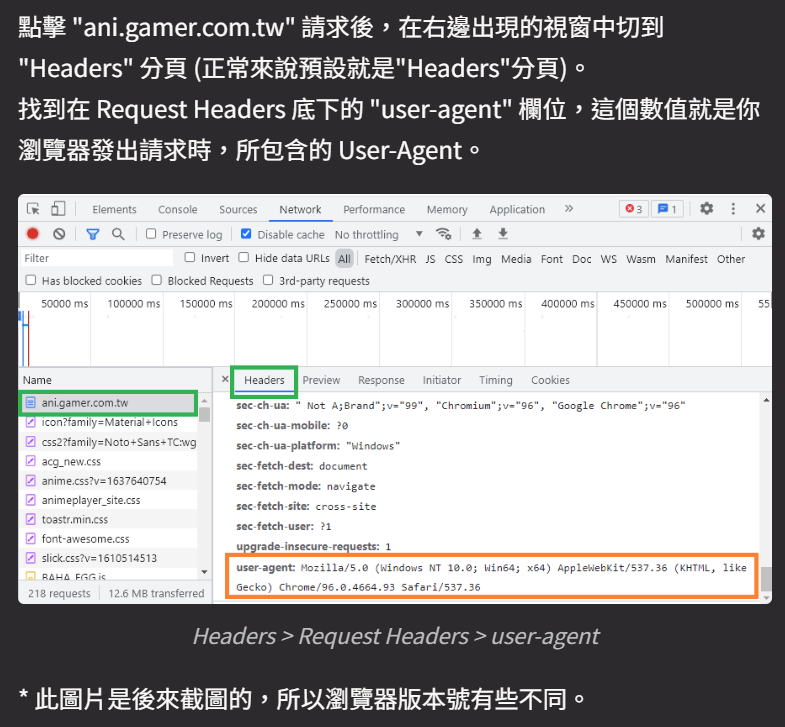 點擊 "ani.gamer.com.tw" 請求後，在右邊出現的視窗中切到
"Headers" 分頁 (正常來說預設就是"Headers"分頁)。
找到在 Request Headers 底下的 "user-agent" 欄位，這個數值就是你
瀏覽器發出請求時，所包含的 User-Agent。
Elements Console Sources Network Performance Memory Application » 3 1
Preserve log Disable cache No throttling
Filter Invert Hide data URLs All Fetch/XHR JS CSS Img Media Font Doc WS Wasm Manifest Other
Has blocked cookies Blocked Requests 3rd-party requests
50000 ms 100000 ms 150000 ms 200000 ms 250000 ms 300000 ms 350000 ms 400000 ms 450000 ms 500000 ms 55
Name
ani.gamer.com.tw
icon?family=Material+Icons
css2?family=Noto+Sans+TC:wg
acg_new.css
anime.css?v=1637640754
animeplayer_site.css
toastr.min.css
font-awesome.css
slick.css?v=1610514513
BAHA_EGG.js
218 requests 12.6 MB transferred
× Headers Preview Response Initiator Timing Cookies
sec-ch-ua: " Not A;Brand";v="99", "Chromium";v="96", "Google Chrome";v="96"
sec-ch-ua-mobile: ?0
sec-ch-ua-platform: "Windows"
sec-fetch-dest: document
sec-fetch-mode: navigate
sec-fetch-site: cross-site
sec-fetch-user: ?1
upgrade-insecure-requests: 1
user-agent: Mozilla/5.0 (Windows NT 10.0; Win64; x64) AppleWebKit/537.36 (KHTML, like
Gecko) Chrome/96.0.4664.93 Safari/537.36
Headers > Request Headers > user-agent
* 此圖片是後來截圖的，所以瀏覽器版本號有些不同。